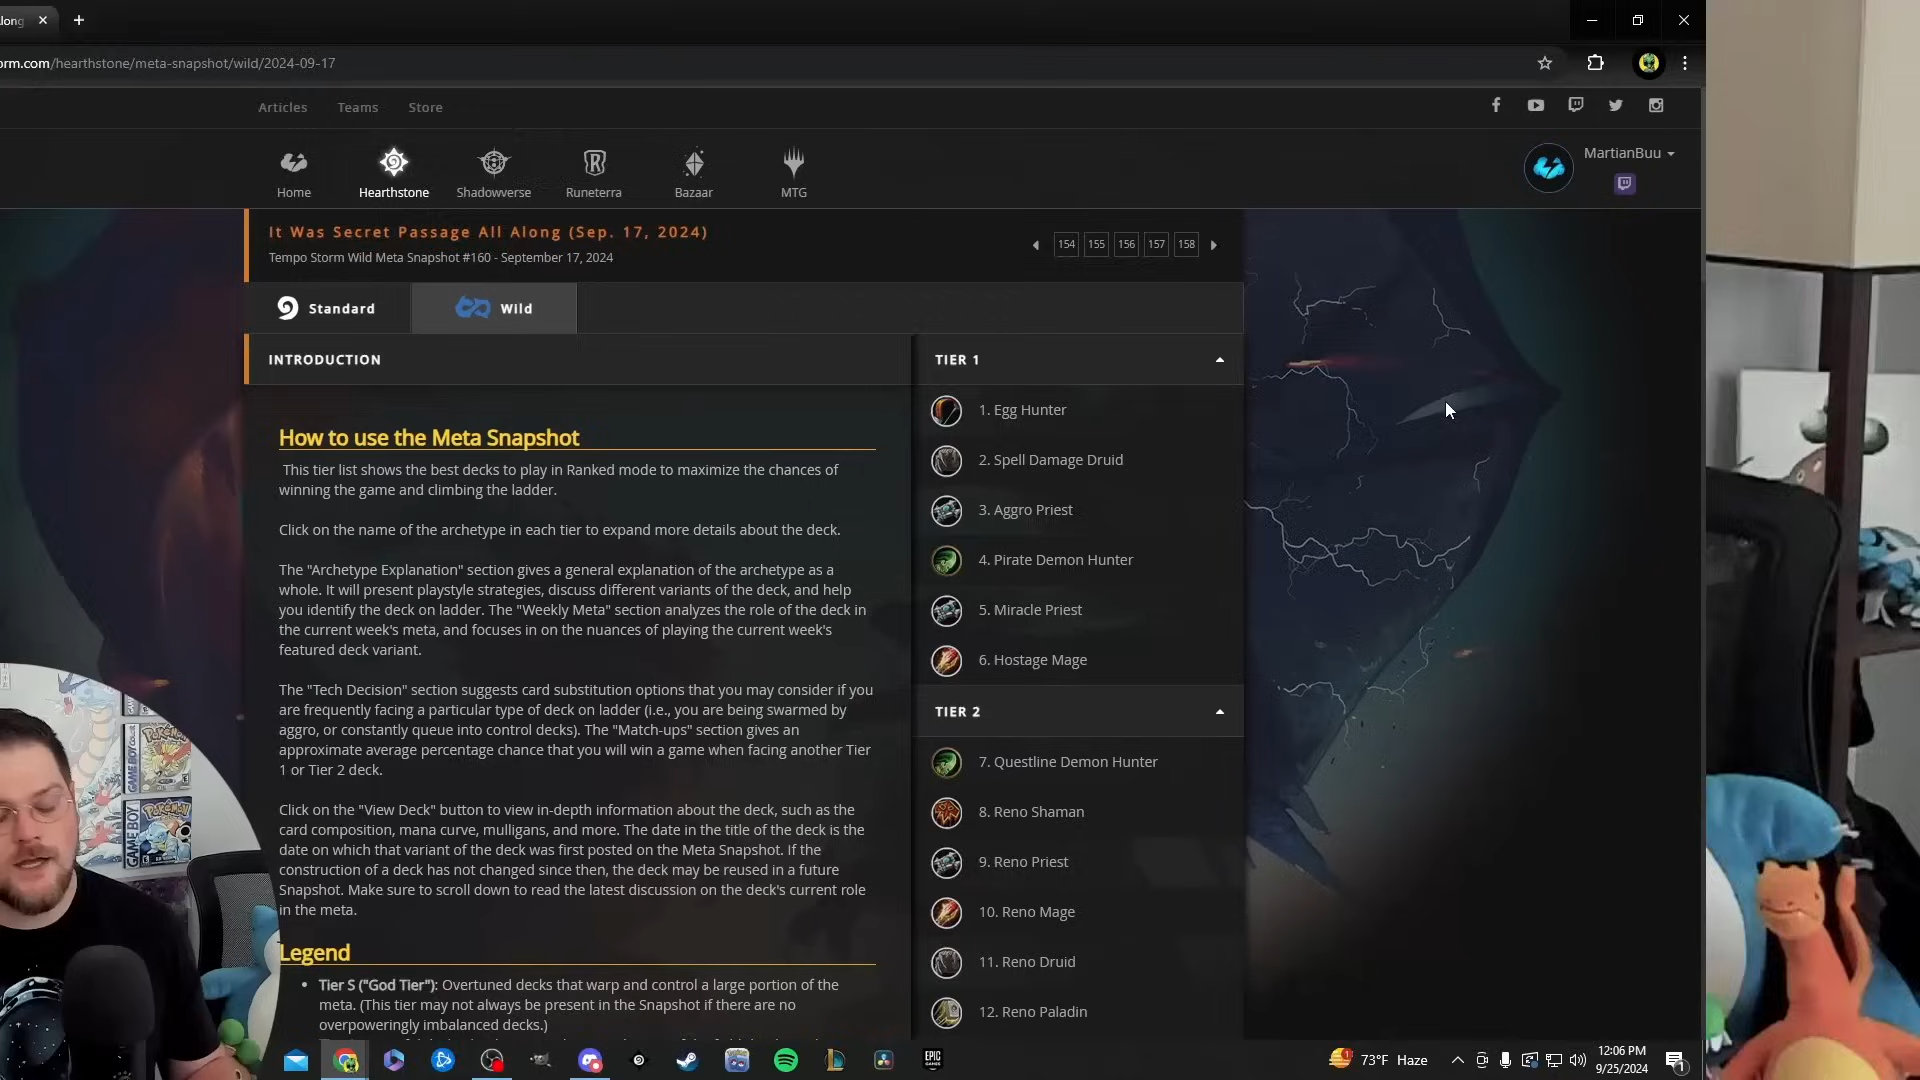 long
orm.com/hearthstone/meta-snapshot/wild/2024-09-17
Articles Teams Store
Home Hearthstone Shadowverse Runeterra Bazaar MTG
MartianBuu
It Was Secret Passage All Along (Sep. 17, 2024)
Tempo Storm Wild Meta Snapshot #160 - September 17, 2024
154 155 156 157 158
Standard Wild
INTRODUCTION
How to use the Meta Snapshot
This tier list shows the best decks to play in Ranked mode to maximize the chances of
winning the game and climbing the ladder.
Click on the name of the archetype in each tier to expand more details about the deck.
The "Archetype Explanation" section gives a general explanation of the archetype as a
whole. It will present playstyle strategies, discuss different variants of the deck, and help
you identify the deck on ladder. The "Weekly Meta" section analyzes the role of the deck in
the current week's meta, and focuses in on the nuances of playing the current week's
featured deck variant.
The "Tech Decision" section suggests card substitution options that you may consider if you
are frequently facing a particular type of deck on ladder (i.e., you are being swarmed by
aggro, or constantly queue into control decks). The "Match-ups" section gives an
approximate average percentage chance that you will win a game when facing another Tier
1 or Tier 2 deck.
Click on the "View Deck" button to view in-depth information about the deck, such as the
card composition, mana curve, mulligans, and more. The date in the title of the deck is the
date on which that variant of the deck was first posted on the Meta Snapshot. If the
construction of a deck has not changed since then, the deck may be reused in a future
Snapshot. Make sure to scroll down to read the latest discussion on the deck's current role
in the meta.
Legend
• Tier S ("God Tier"): Overtuned decks that warp and control a large portion of the
meta. (This tier may not always be present in the Snapshot if there are no
overpoweringly imbalanced decks.)
TIER 1
1. Egg Hunter
2. Spell Damage Druid
3. Aggro Priest
4. Pirate Demon Hunter
5. Miracle Priest
6. Hostage Mage
TIER 2
7. Questline Demon Hunter
8. Reno Shaman
9. Reno Priest
10. Reno Mage
11. Reno Druid
12. Reno Paladin
GAME BOY
Pokémon
GAME BOY
Pokémon
EPIC
GAMES
1
73°F Haze
12:06 PM
9/25/2024
1